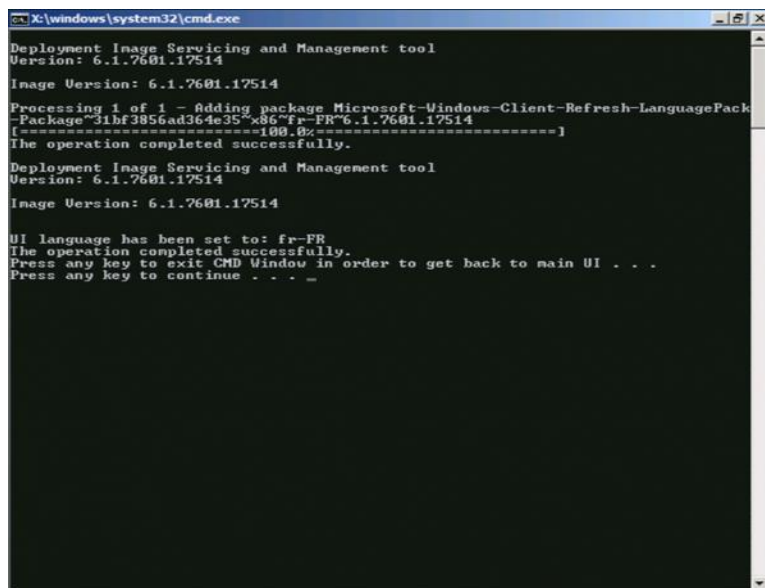 X:\windows\system32\cmd.exe
Deployment Image Servicing and Management tool
Version: 6.1.7601.17514
Image Version: 6.1.7601.17514
Processing 1 of 1 - Adding package Microsoft-Windows-Client-Refresh-LanguagePack
-Package~31bf3856ad364e35~x86~fr-FR~6.1.7601.17514
[==========================100.0%==========================]
The operation completed successfully.
Deployment Image Servicing and Management tool
Version: 6.1.7601.17514
Image Version: 6.1.7601.17514
UI language has been set to: fr-FR
The operation completed successfully.
Press any key to exit CMD Window in order to get back to main UI . . .
Press any key to continue . . . _